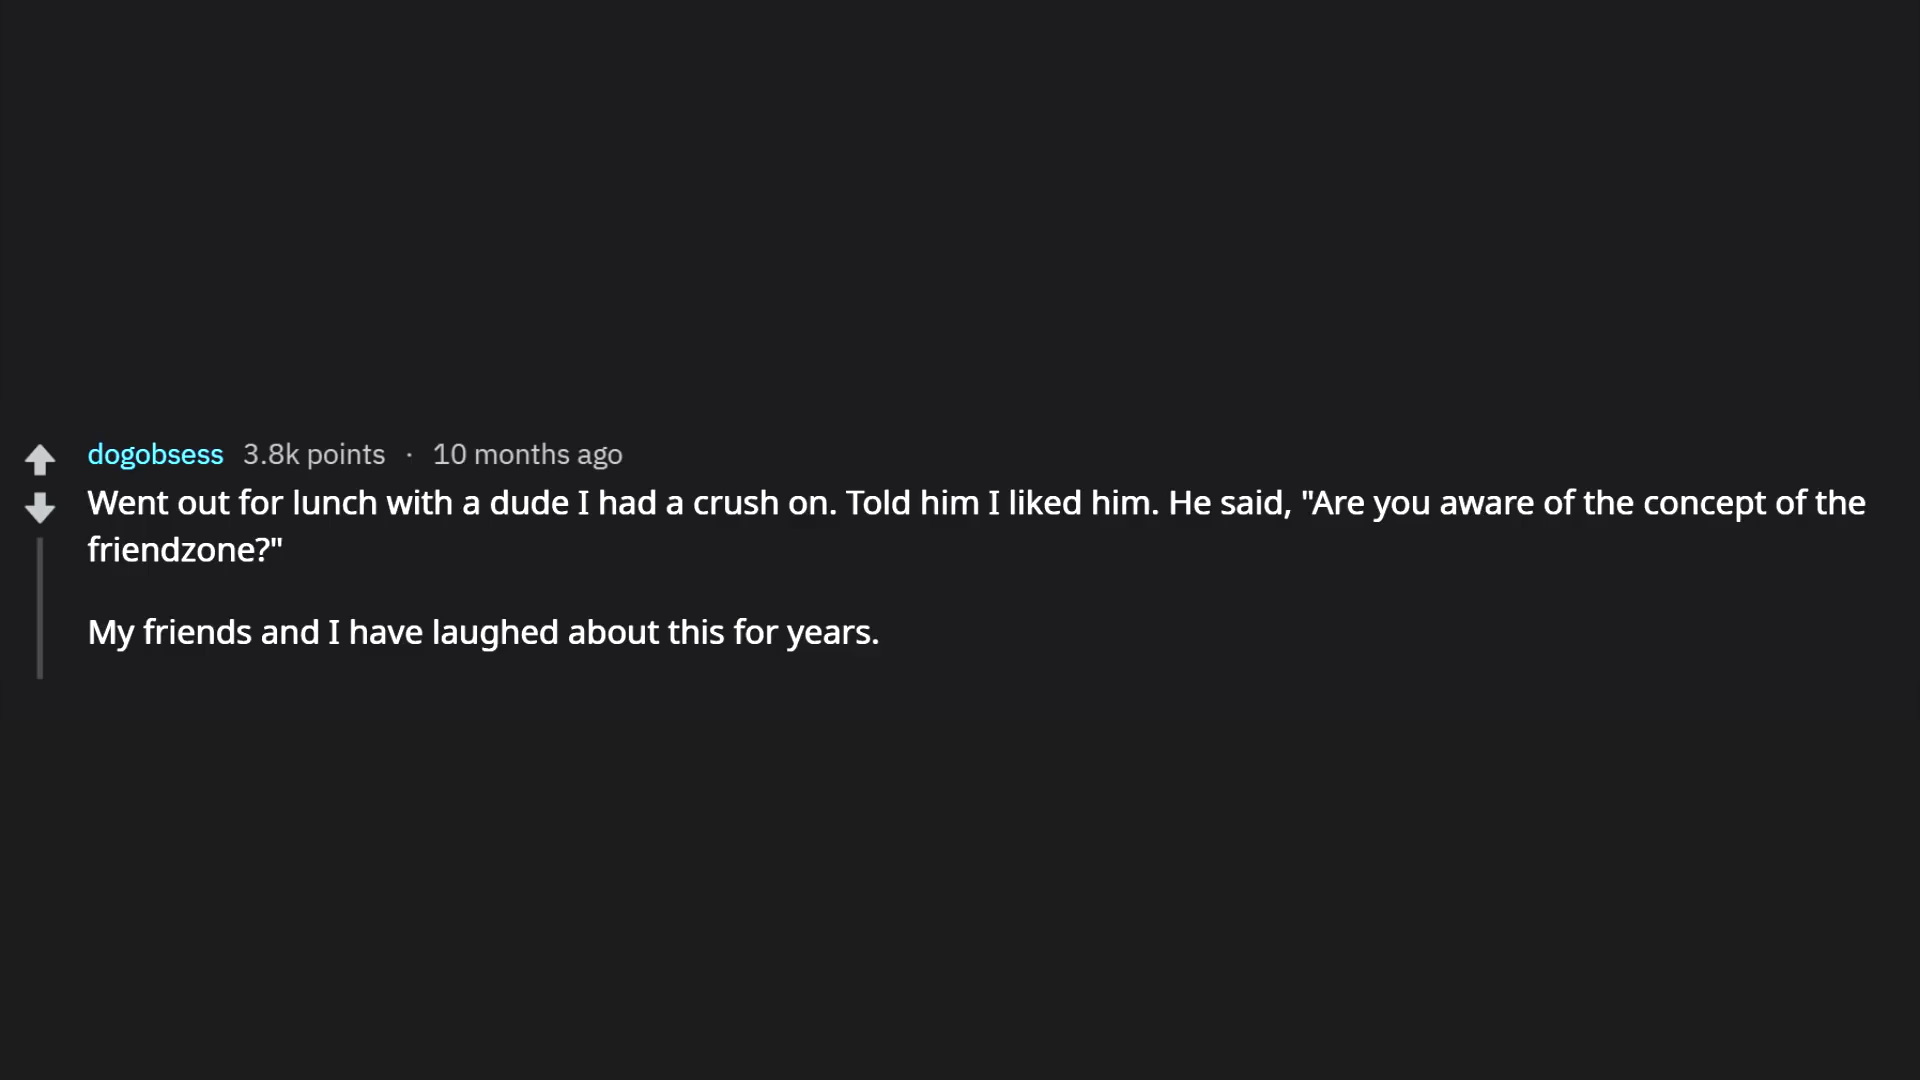 dogobsess 3.8k points · 10 months ago
Went out for lunch with a dude I had a crush on. Told him I liked him. He said, "Are you aware of the concept of the
friendzone?"
My friends and I have laughed about this for years.